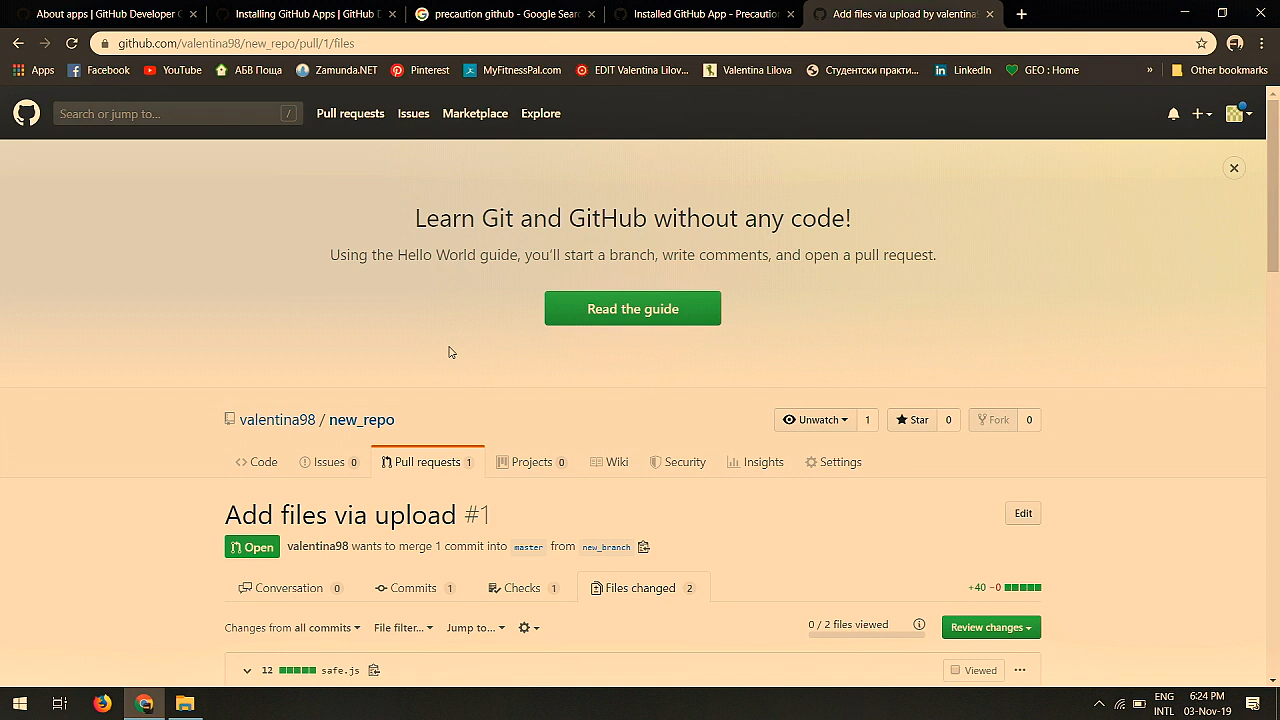 About apps | GitHub Developer G
Installing GitHub Apps | GitHub D
precaution github - Google Searc
Installed GitHub App - Precaution
Add files via upload by valentina9
github.com/valentina98/new_repo/pull/1/files
Apps
Facebook
YouTube
АБВ Поща
Zamunda.NET
Pinterest
MyFitnessPal.com
EDIT Valentina Lilov...
Valentina Lilova
Студентски практи...
LinkedIn
GEO : Home
»
Other bookmarks
Search or jump to...
/
Pull requests
Issues
Marketplace
Explore
Learn Git and GitHub without any code!
Using the Hello World guide, you’ll start a branch, write comments, and open a pull request.
Read the guide
valentina98 / new_repo
Unwatch 1
Star 0
Fork 0
Code
Issues 0
Pull requests 1
Projects 0
Wiki
Security
Insights
Settings
Add files via upload #1
Edit
Open
valentina98 wants to merge 1 commit into master from new_branch
Conversation 0
Commits 1
Checks 1
Files changed 2
+40 −0
Changes from all commits
File filter...
Jump to...
0 / 2 files viewed
Review changes
12 safe.js
Viewed
ENG
INTL
6:24 PM
03-Nov-19